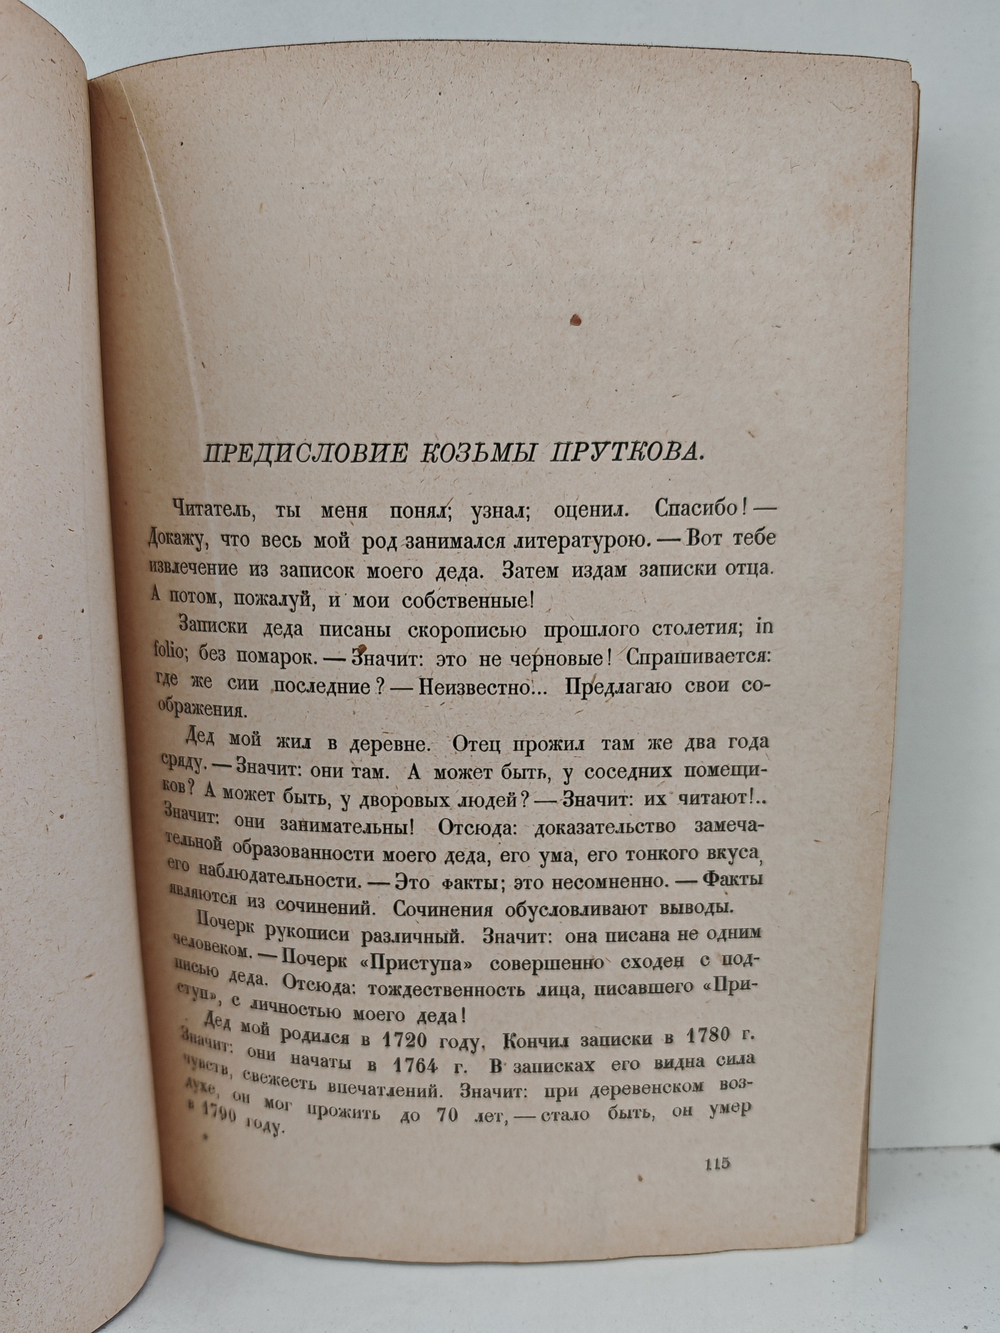 ПРЕДИСЛОВИЕ КОЗЬМЫ ПРУТКОВА.
Читатель, ты меня понял; узнал; оценил. Спасибо! —
Докажу, что весь мой род занимался литературою. — Вот тебе
извлечение из записок моего деда. Затем издам записки отца.
А потом, пожалуй, и мои собственные!
Записки деда писаны скорописью прошлого столетия; in
folio; без помарок. — Значит: это не черновые! Спрашивается:
где же сии последние? — Неизвестно... Предлагаю свои со-
ображения.
Дед мой жил в деревне. Отец прожил там же два года
сряду. — Значит: они там. А может быть, у соседних помещи-
ков? А может быть, у дворовых людей? — Значит: их читают!..
Значит: они занимательны! Отсюда: доказательство замеча-
тельной образованности моего деда, его ума, его тонкого вкуса,
его наблюдательности. — Это факты; это несомненно. — Факты
являются из сочинений. Сочинения обусловливают выводы.
Почерк рукописи различный. Значит: она писана не одним
человеком. — Почерк «Приступа» совершенно сходен с под-
писью деда. Отсюда: тождественность лица, писавшего «При-
ступ», с личностью моего деда!
Дед мой родился в 1720 году. Кончил записки в 1780 г.
Значит: они начаты в 1764 г. В записках его видна сила
чувств, свежесть впечатлений. Значит: при деревенском воз-
духе, он мог прожить до 70 лет, — стало быть, он умер
в 1790 году.
115